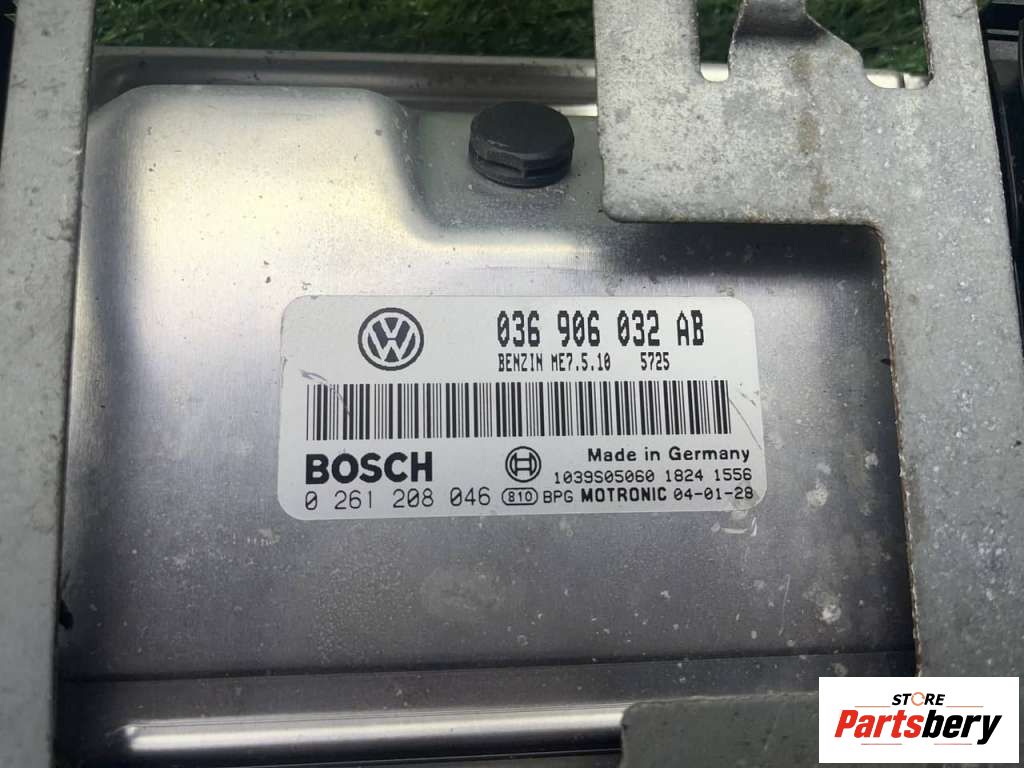 VW
036 906 032 AB
BENZIN ME7.5.10 5725
BOSCH
Made in Germany
1039S05060 1824 1556
0 261 208 046 810 BPG MOTRONIC 04-01-28
STORE
Partsbery